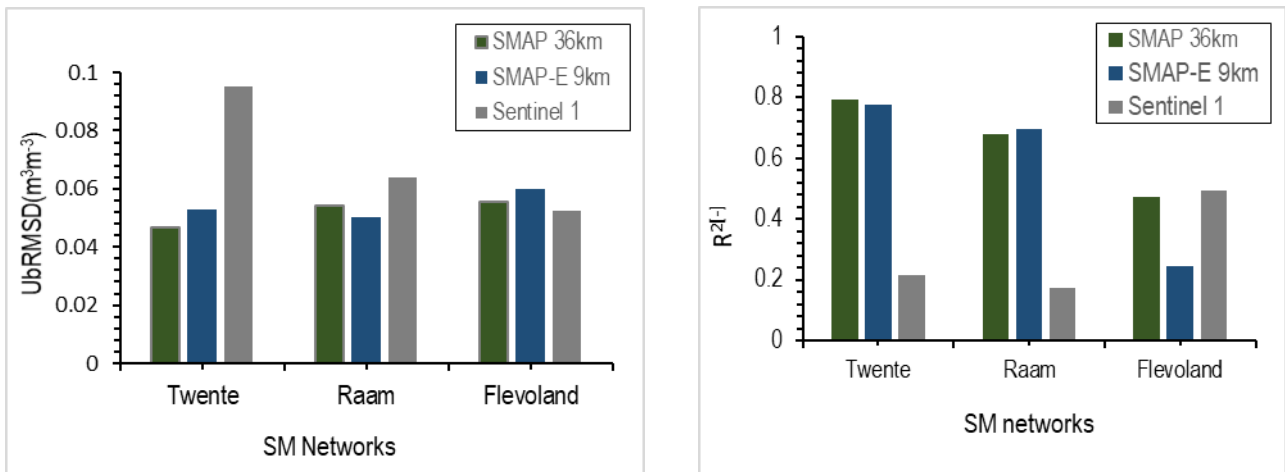 SMAP 36km
SMAP-E 9km
Sentinel 1
0.1
0.08
0.06
0.04
0.02
0
UbRMSD(m³m⁻³)
Twente Raam Flevoland
SM Networks
SMAP 36km
SMAP-E 9km
Sentinel 1
1
0.8
0.6
0.4
0.2
0
R²[-]
Twente Raam Flevoland
SM networks